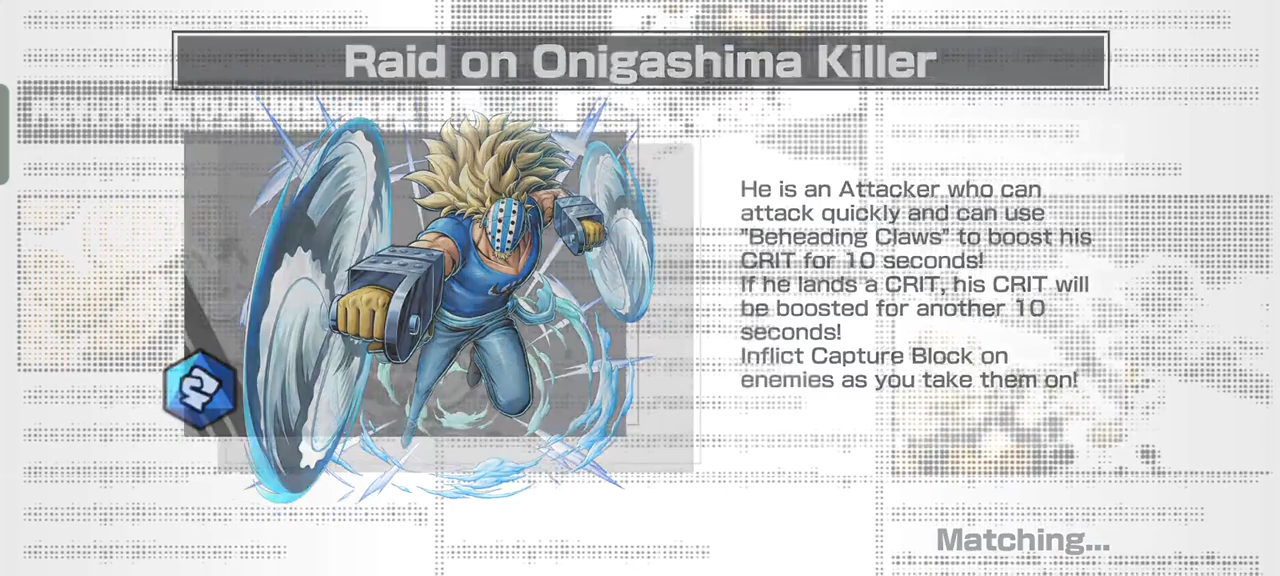 Raid on Onigashima Killer
He is an Attacker who can
attack quickly and can use
"Beheading Claws" to boost his
CRIT for 10 seconds!
If he lands a CRIT, his CRIT will
be boosted for another 10
seconds!
Inflict Capture Block on
enemies as you take them on!
Matching...